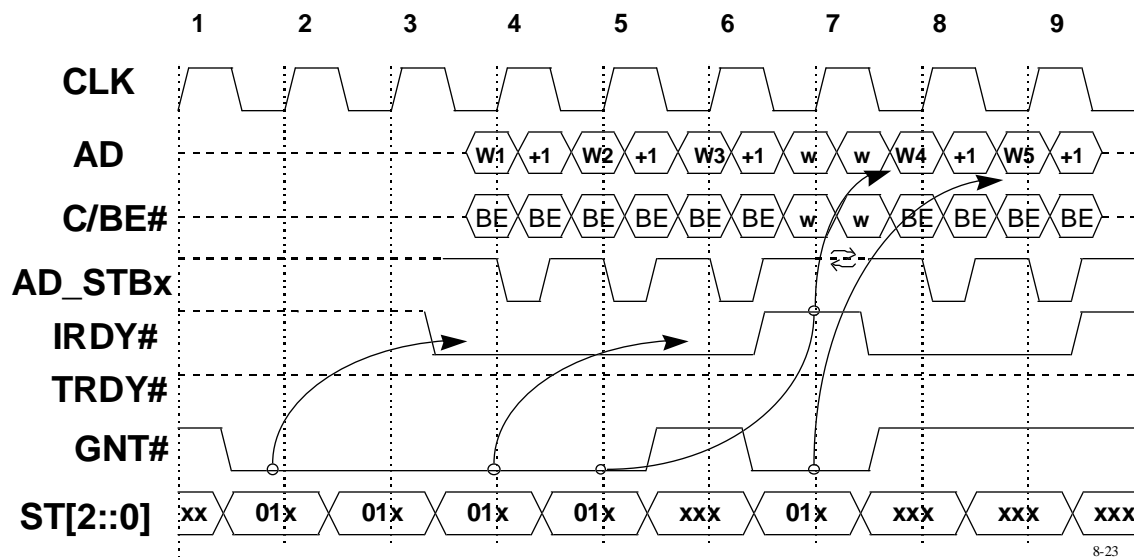 1 2 3 4 5 6 7 8 9
CLK
AD W1 +1 W2 +1 W3 +1 w w W4 +1 W5 +1
C/BE# BE BE BE BE BE BE w w BE BE BE BE
AD_STBx
IRDY#
TRDY#
GNT#
ST[2::0] xx 01x 01x 01x 01x xxx 01x xxx xxx xxx
8-23